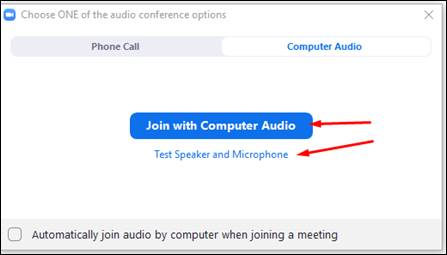 Choose ONE of the audio conference options
Phone Call
Computer Audio
Join with Computer Audio
Test Speaker and Microphone
Automatically join audio by computer when joining a meeting